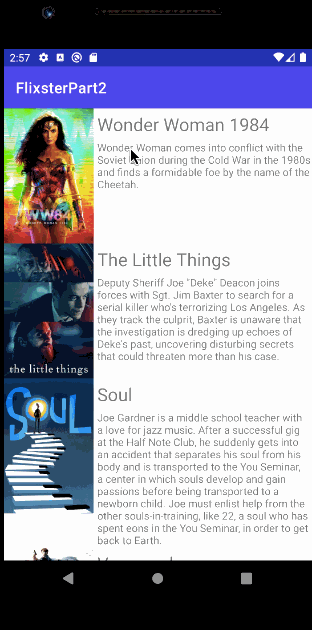 2:57
FlixsterPart2
WW84
Wonder Woman 1984
Wonder Woman comes into conflict with the
Soviet Union during the Cold War in the 1980s
and finds a formidable foe by the name of the
Cheetah.
the little things
The Little Things
Deputy Sheriff Joe "Deke" Deacon joins
forces with Sgt. Jim Baxter to search for a
serial killer who's terrorizing Los Angeles. As
they track the culprit, Baxter is unaware that
the investigation is dredging up echoes of
Deke's past, uncovering disturbing secrets
that could threaten more than his case.
SOUL
Soul
Joe Gardner is a middle school teacher with
a love for jazz music. After a successful gig
at the Half Note Club, he suddenly gets into
an accident that separates his soul from his
body and is transported to the You Seminar,
a center in which souls develop and gain
passions before being transported to a
newborn child. Joe must enlist help from the
other souls-in-training, like 22, a soul who has
spent eons in the You Seminar, in order to get
back to Earth.